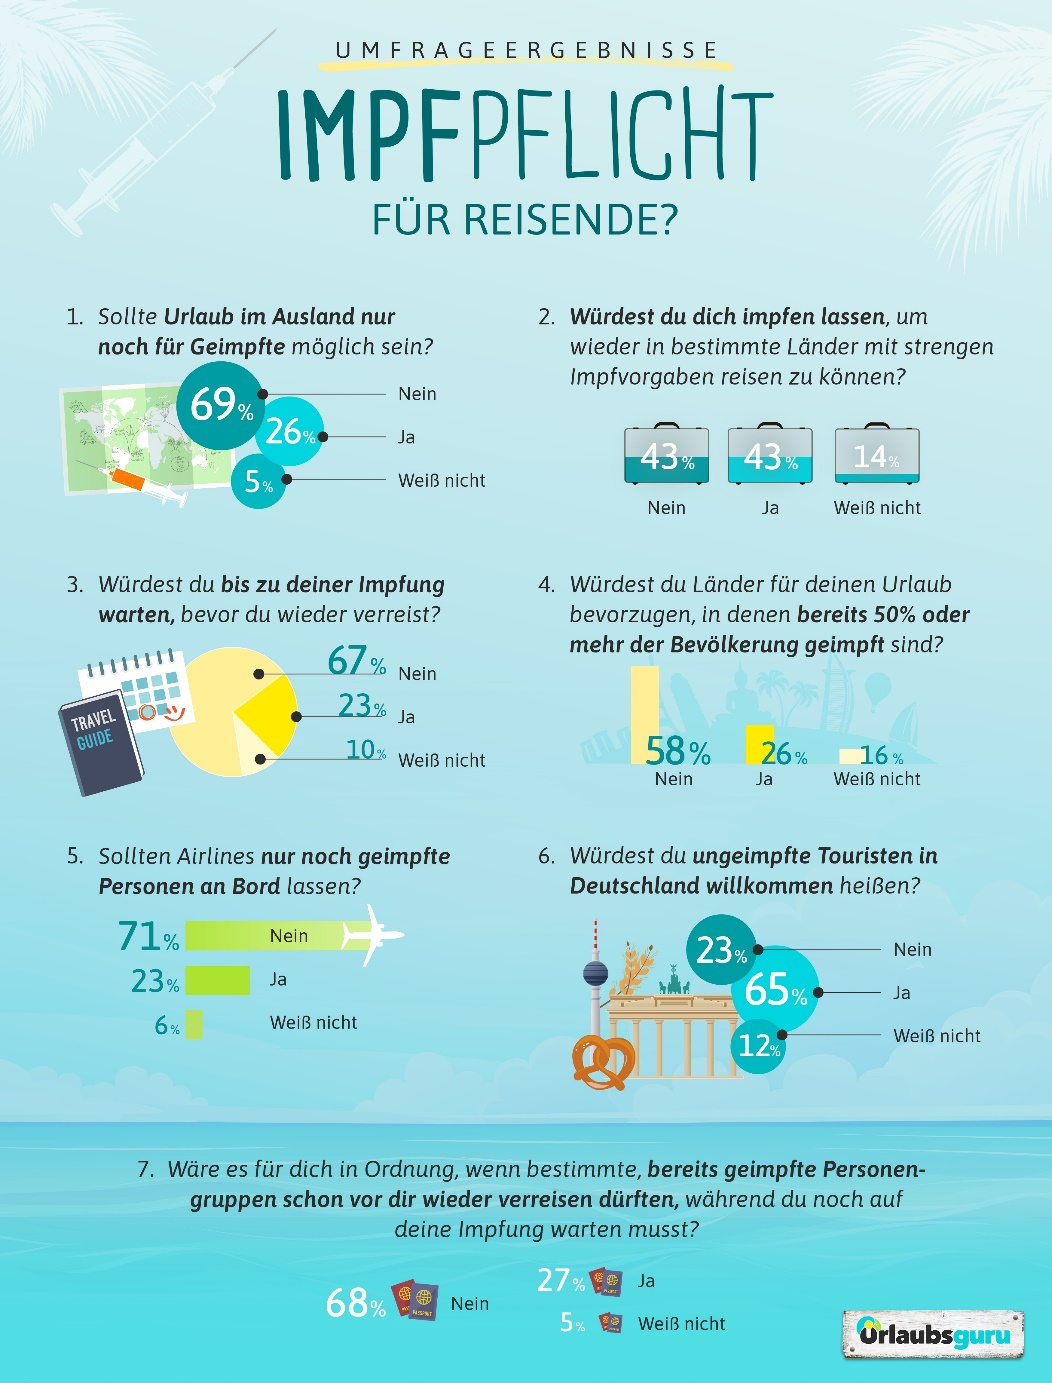 UMFRAGEERGEBNISSE
IMPFPFLICHT
FÜR REISENDE?
1. Sollte Urlaub im Ausland nur
noch für Geimpfte möglich sein?
69% Nein
26% Ja
5% Weiß nicht
2. Würdest du dich impfen lassen, um
wieder in bestimmte Länder mit strengen
Impfvorgaben reisen zu können?
43% 43% 14%
Nein Ja Weiß nicht
3. Würdest du bis zu deiner Impfung
warten, bevor du wieder verreist?
TRAVEL
GUIDE
67% Nein
23% Ja
10% Weiß nicht
4. Würdest du Länder für deinen Urlaub
bevorzugen, in denen bereits 50% oder
mehr der Bevölkerung geimpft sind?
58% 26% 16%
Nein Ja Weiß nicht
5. Sollten Airlines nur noch geimpfte
Personen an Bord lassen?
71% Nein
23% Ja
6% Weiß nicht
6. Würdest du ungeimpfte Touristen in
Deutschland willkommen heißen?
23% Nein
65% Ja
12% Weiß nicht
7. Wäre es für dich in Ordnung, wenn bestimmte, bereits geimpfte Personen-
gruppen schon vor dir wieder verreisen dürften, während du noch auf
deine Impfung warten musst?
68% PASSPORT Nein
27% Ja
5% Weiß nicht
Urlaubsguru